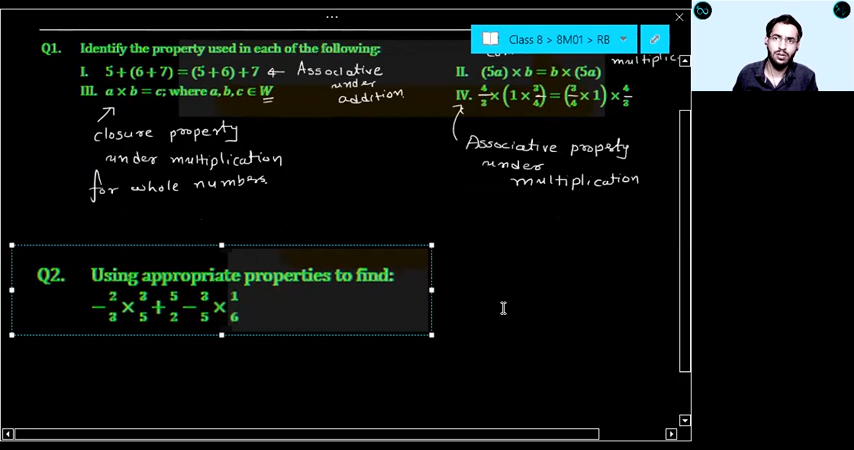 ...
Class 8 > 8M01 > RB
Q1. Identify the property used in each of the following:
multiplic
I. 5 + (6 + 7) = (5 + 6) + 7 ← Associative under addition
II. (5a) × b = b × (5a)
III. a × b = c; where a, b, c ∈ W
IV. 4/3 × (1 × 3/4) = (3/4 × 1) × 4/3
closure property
under multiplication
for whole numbers
Associative property
under
multiplication
Q2. Using appropriate properties to find:
− 2/3 × 3/5 + 5/2 − 3/5 × 1/6